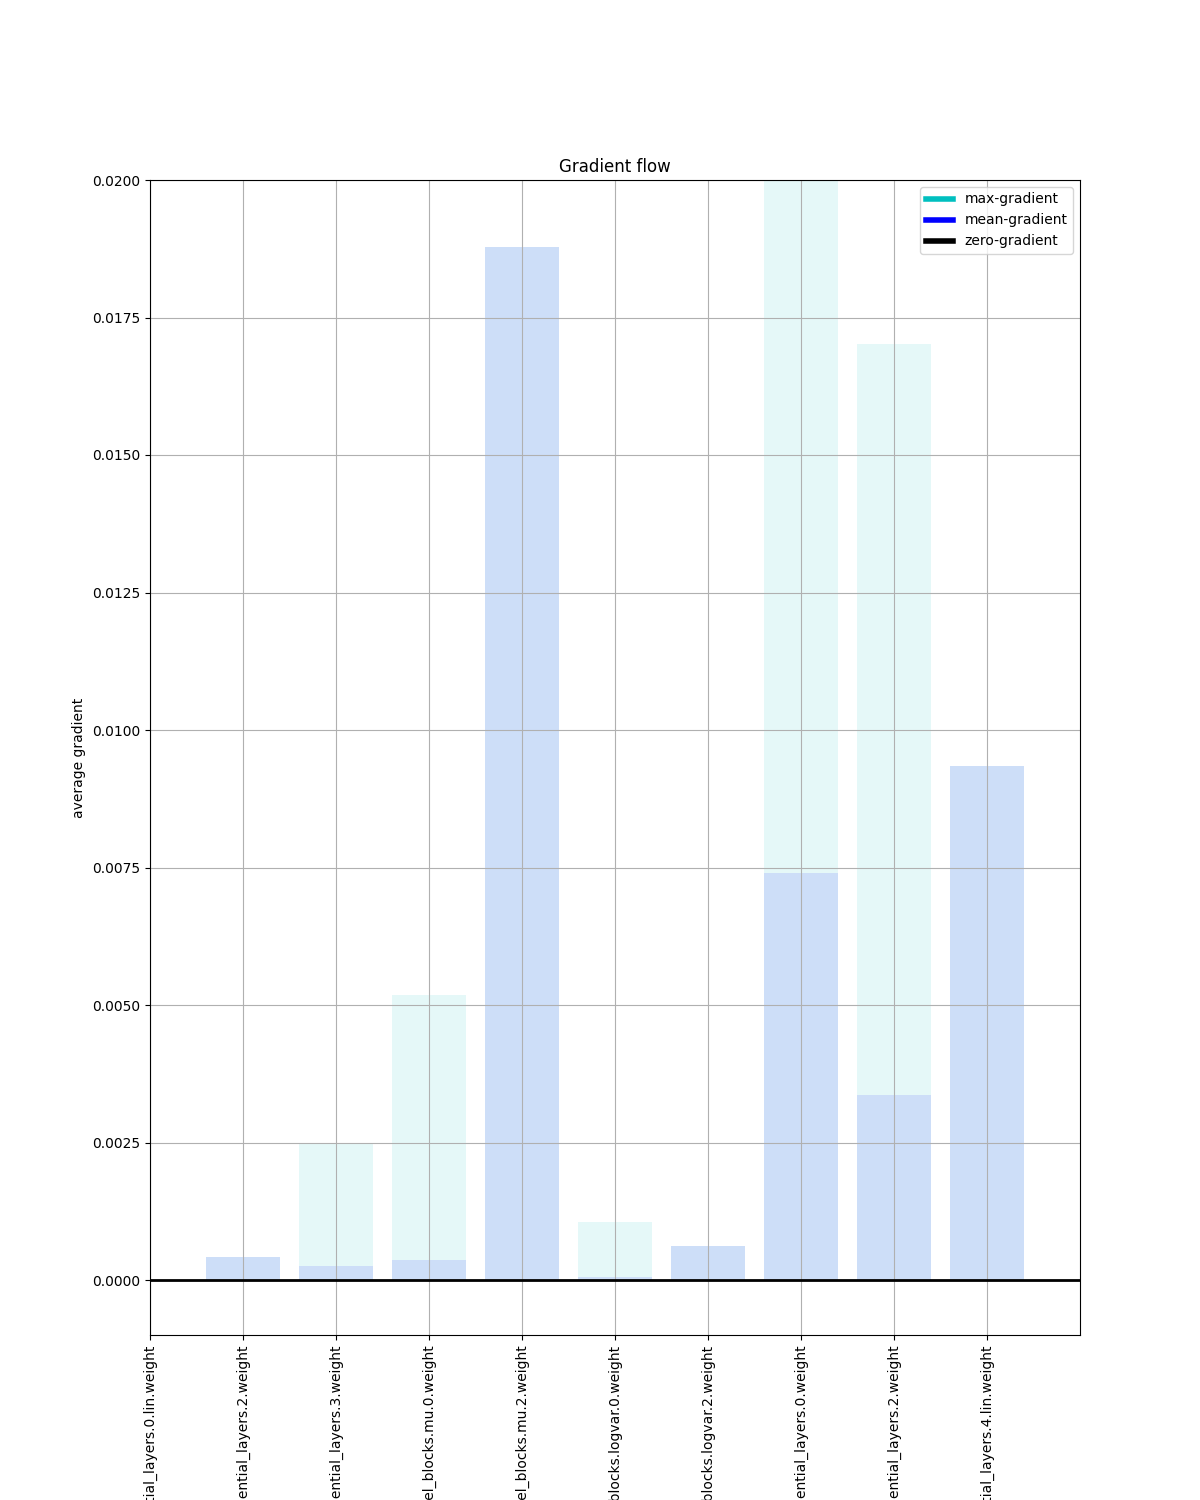 Gradient flow
max-gradient
mean-gradient
zero-gradient
0.0200
0.0175
0.0150
0.0125
0.0100
0.0075
0.0050
0.0025
0.0000
average gradient
tial_layers.0.lin.weight
ential_layers.2.weight
ential_layers.3.weight
el_blocks.mu.0.weight
el_blocks.mu.2.weight
blocks.logvar.0.weight
blocks.logvar.2.weight
ential_layers.0.weight
ential_layers.2.weight
tial_layers.4.lin.weight